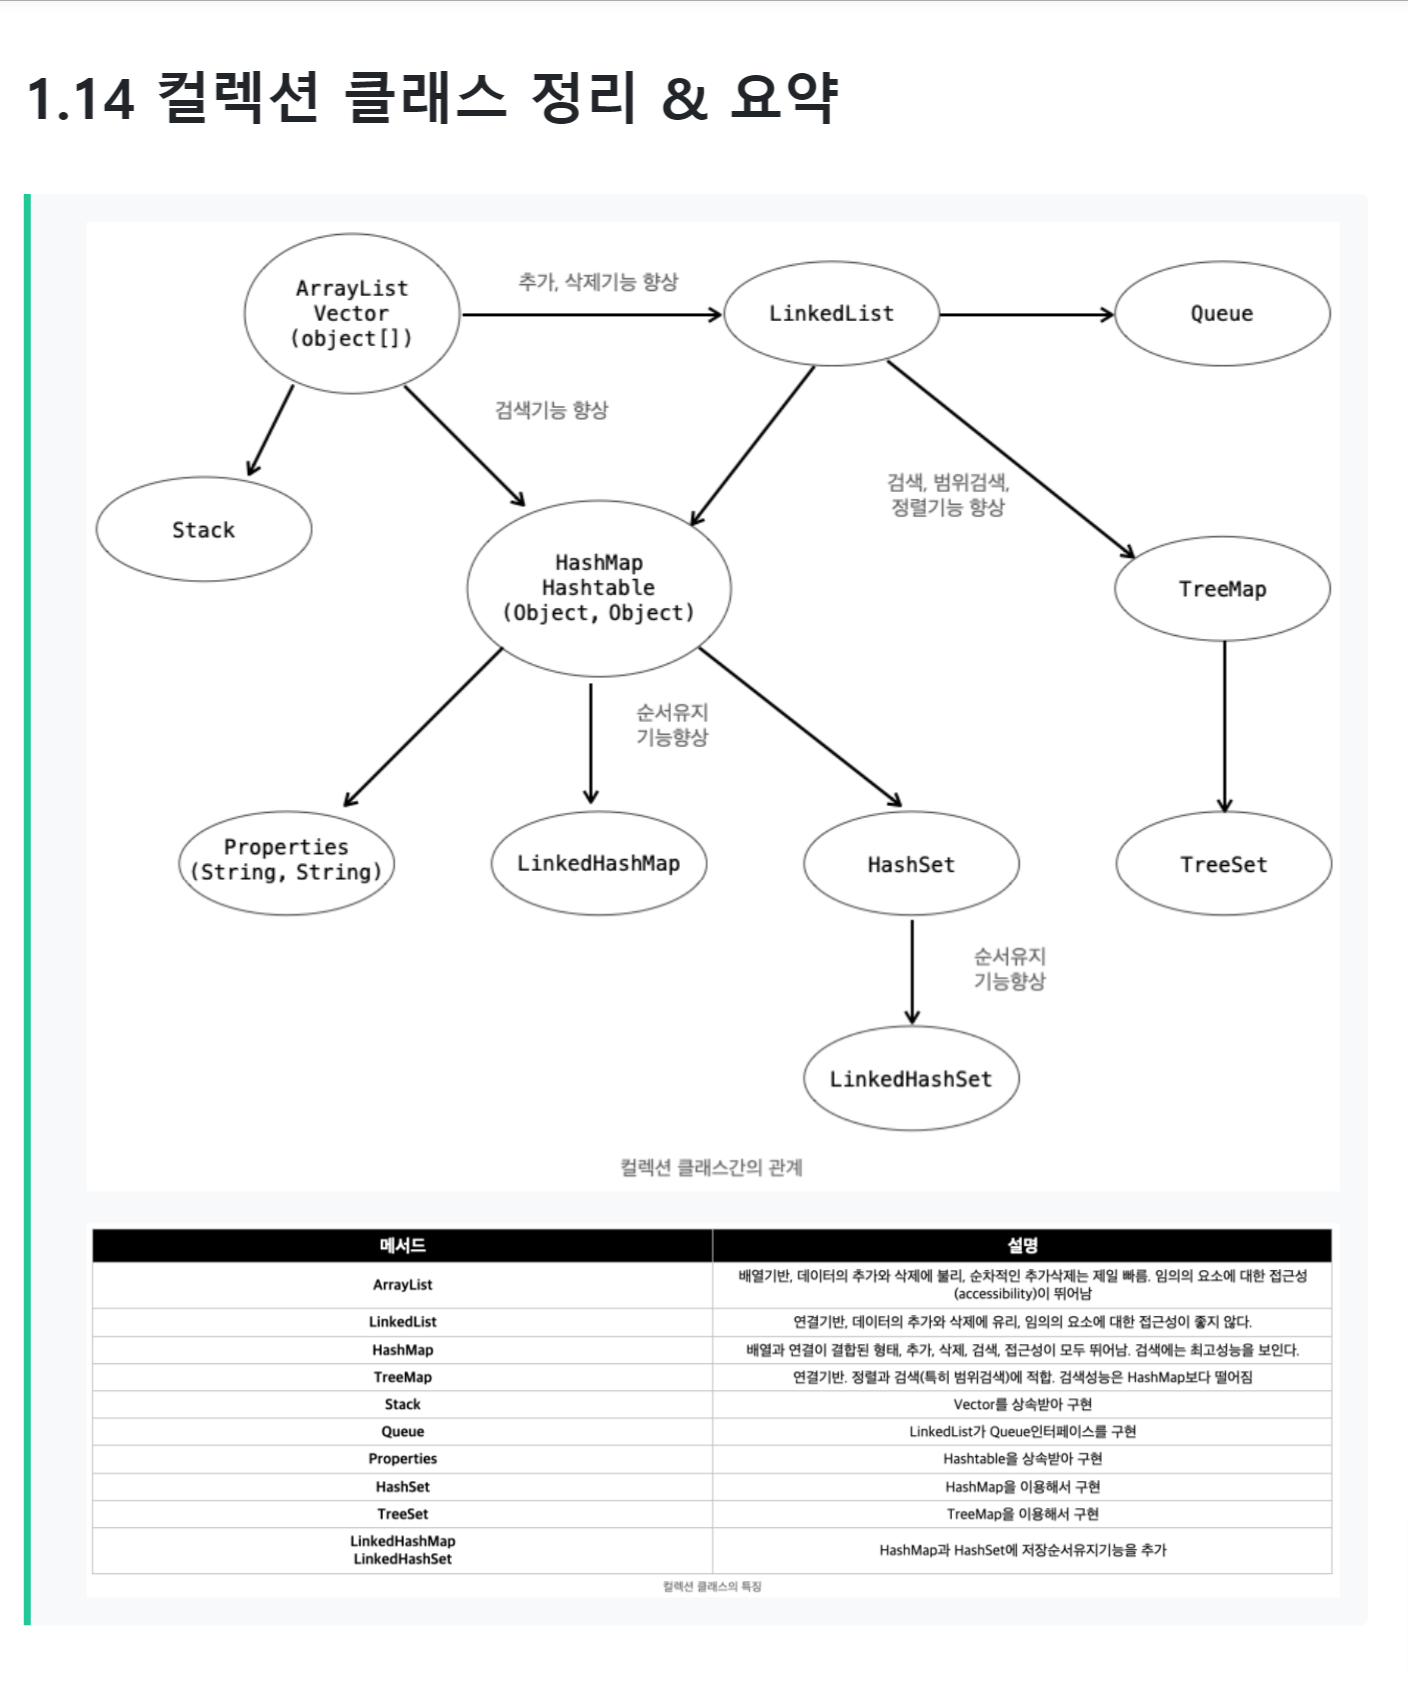 1.14 컬렉션 클래스 정리 & 요약
ArrayList
Vector
(object[])
추가, 삭제기능 향상
LinkedList
Queue
검색기능 향상
검색, 범위검색,
정렬기능 향상
Stack
HashMap
Hashtable
(Object, Object)
TreeMap
순서유지
기능향상
Properties
(String, String)
LinkedHashMap
HashSet
TreeSet
순서유지
기능향상
LinkedHashSet
컬렉션 클래스간의 관계
메서드 설명
ArrayList 배열기반, 데이터의 추가와 삭제에 불리, 순차적인 추가삭제는 제일 빠름. 임의의 요소에 대한 접근성
(accessibility)이 뛰어남
LinkedList 연결기반, 데이터의 추가와 삭제에 유리, 임의의 요소에 대한 접근성이 좋지 않다.
HashMap 배열과 연결이 결합된 형태, 추가, 삭제, 검색, 접근성이 모두 뛰어남. 검색에는 최고성능을 보인다.
TreeMap 연결기반. 정렬과 검색(특히 범위검색)에 적합. 검색성능은 HashMap보다 떨어짐
Stack Vector를 상속받아 구현
Queue LinkedList가 Queue인터페이스를 구현
Properties Hashtable을 상속받아 구현
HashSet HashMap을 이용해서 구현
TreeSet TreeMap을 이용해서 구현
LinkedHashMap
LinkedHashSet HashMap과 HashSet에 저장순서유지기능을 추가
컬렉션 클래스의 특징